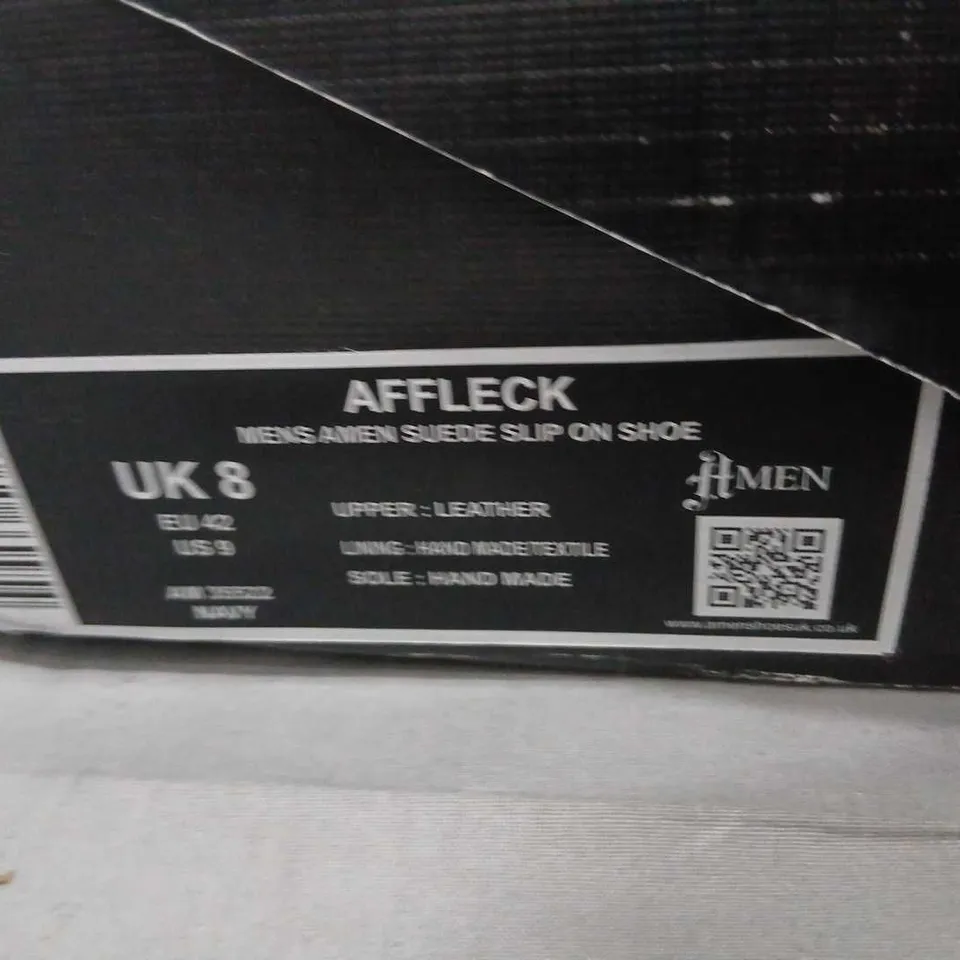 AFFLECK
MENS AMEN SUEDE SLIP ON SHOE
UK 8
EU 42
US 9
NAVY
UPPER : LEATHER
LINING : HAND MADE/TEXTILE
SOLE : HAND MADE
AMEN
www.amenshoesuk.co.uk